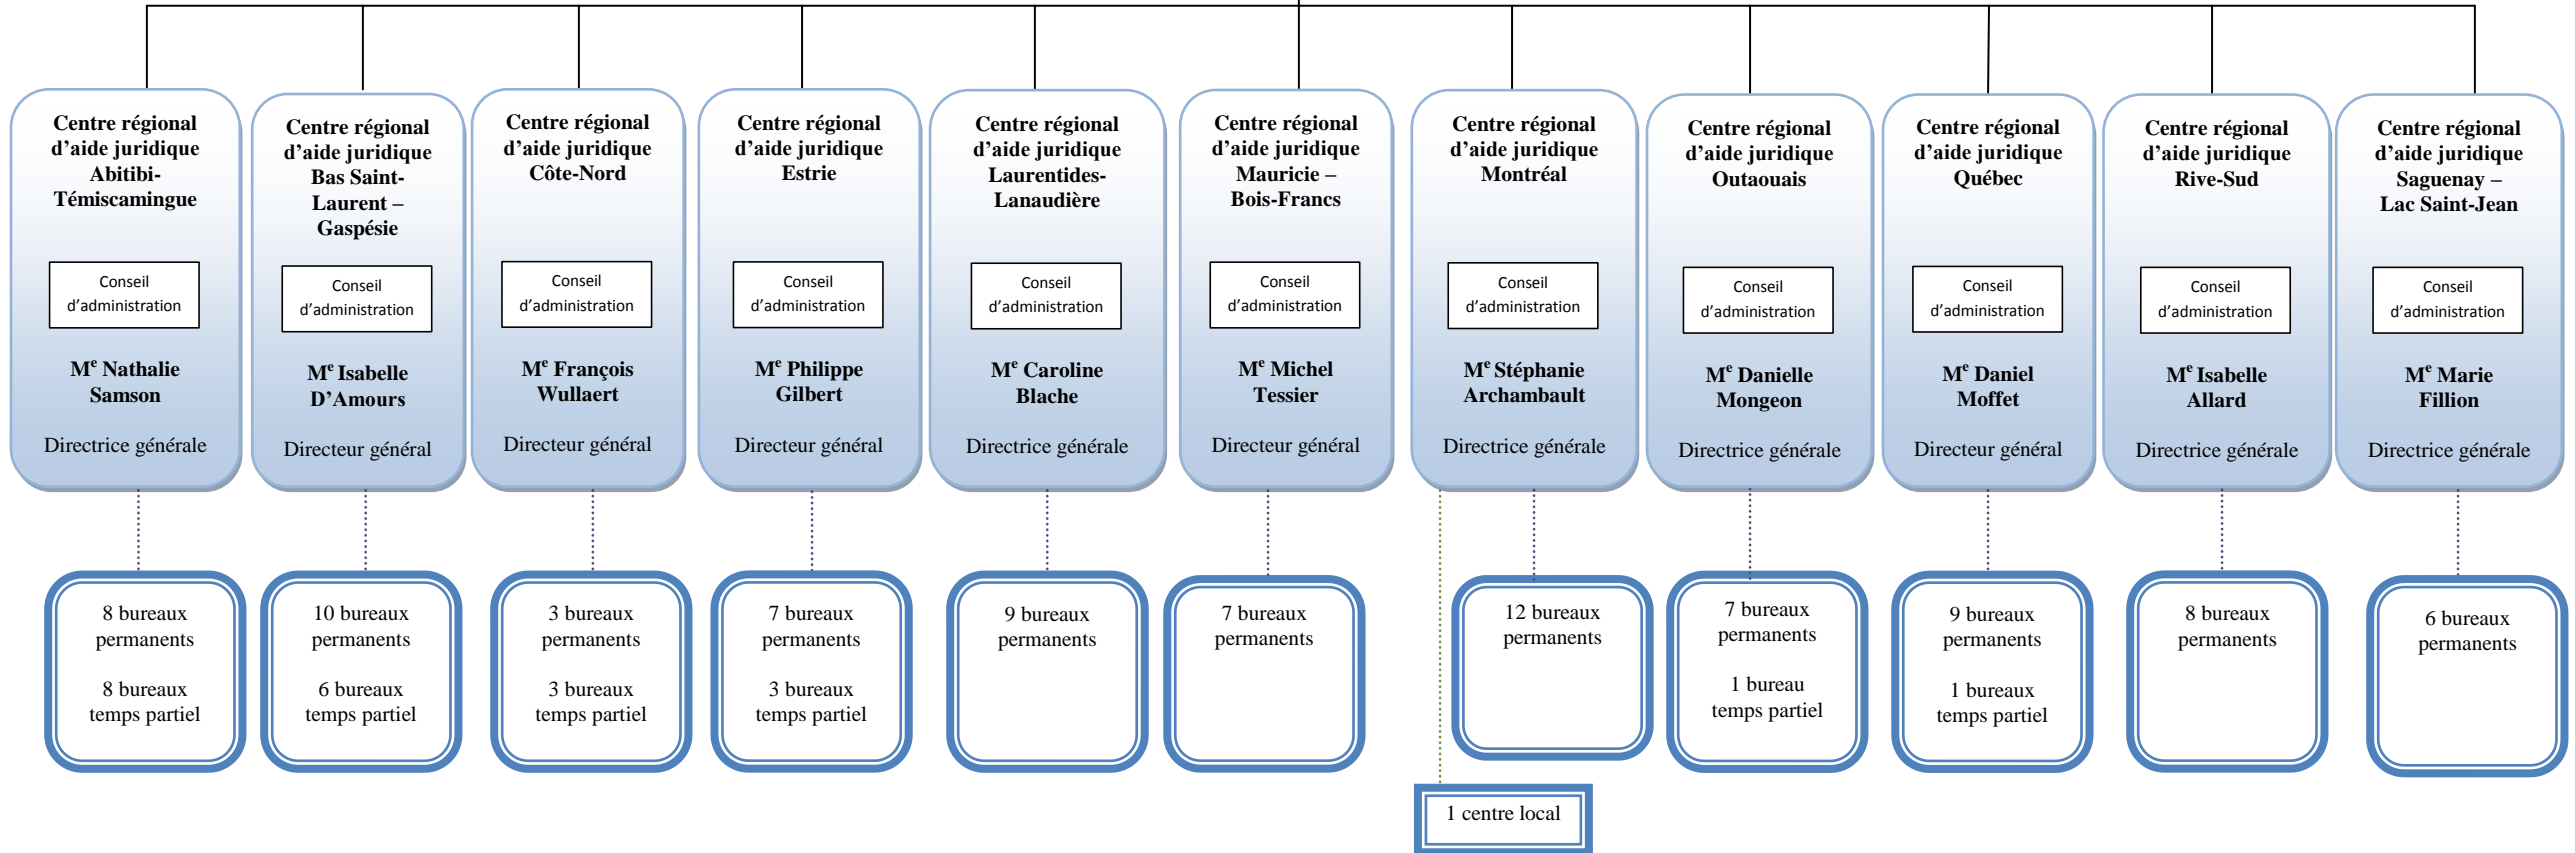 Centre régional
d’aide juridique
Abitibi-
Témiscamingue
Conseil
d’administration
Mᵉ Nathalie
Samson
Directrice générale
8 bureaux
permanents
8 bureaux
temps partiel
Centre régional
d’aide juridique
Bas Saint-
Laurent –
Gaspésie
Conseil
d’administration
Mᵉ Isabelle
D’Amours
Directeur général
10 bureaux
permanents
6 bureaux
temps partiel
Centre régional
d’aide juridique
Côte-Nord
Conseil
d’administration
Mᵉ François
Wullaert
Directeur général
3 bureaux
permanents
3 bureaux
temps partiel
Centre régional
d’aide juridique
Estrie
Conseil
d’administration
Mᵉ Philippe
Gilbert
Directeur général
7 bureaux
permanents
3 bureaux
temps partiel
Centre régional
d’aide juridique
Laurentides-
Lanaudière
Conseil
d’administration
Mᵉ Caroline
Blache
Directrice générale
9 bureaux
permanents
Centre régional
d’aide juridique
Mauricie –
Bois-Francs
Conseil
d’administration
Mᵉ Michel
Tessier
Directeur général
7 bureaux
permanents
Centre régional
d’aide juridique
Montréal
Conseil
d’administration
Mᵉ Stéphanie
Archambault
Directrice générale
12 bureaux
permanents
1 centre local
Centre régional
d’aide juridique
Outaouais
Conseil
d’administration
Mᵉ Danielle
Mongeon
Directrice générale
7 bureaux
permanents
1 bureau
temps partiel
Centre régional
d’aide juridique
Québec
Conseil
d’administration
Mᵉ Daniel
Moffet
Directeur général
9 bureaux
permanents
1 bureaux
temps partiel
Centre régional
d’aide juridique
Rive-Sud
Conseil
d’administration
Mᵉ Isabelle
Allard
Directrice générale
8 bureaux
permanents
Centre régional
d’aide juridique
Saguenay –
Lac Saint-Jean
Conseil
d’administration
Mᵉ Marie
Fillion
Directrice générale
6 bureaux
permanents